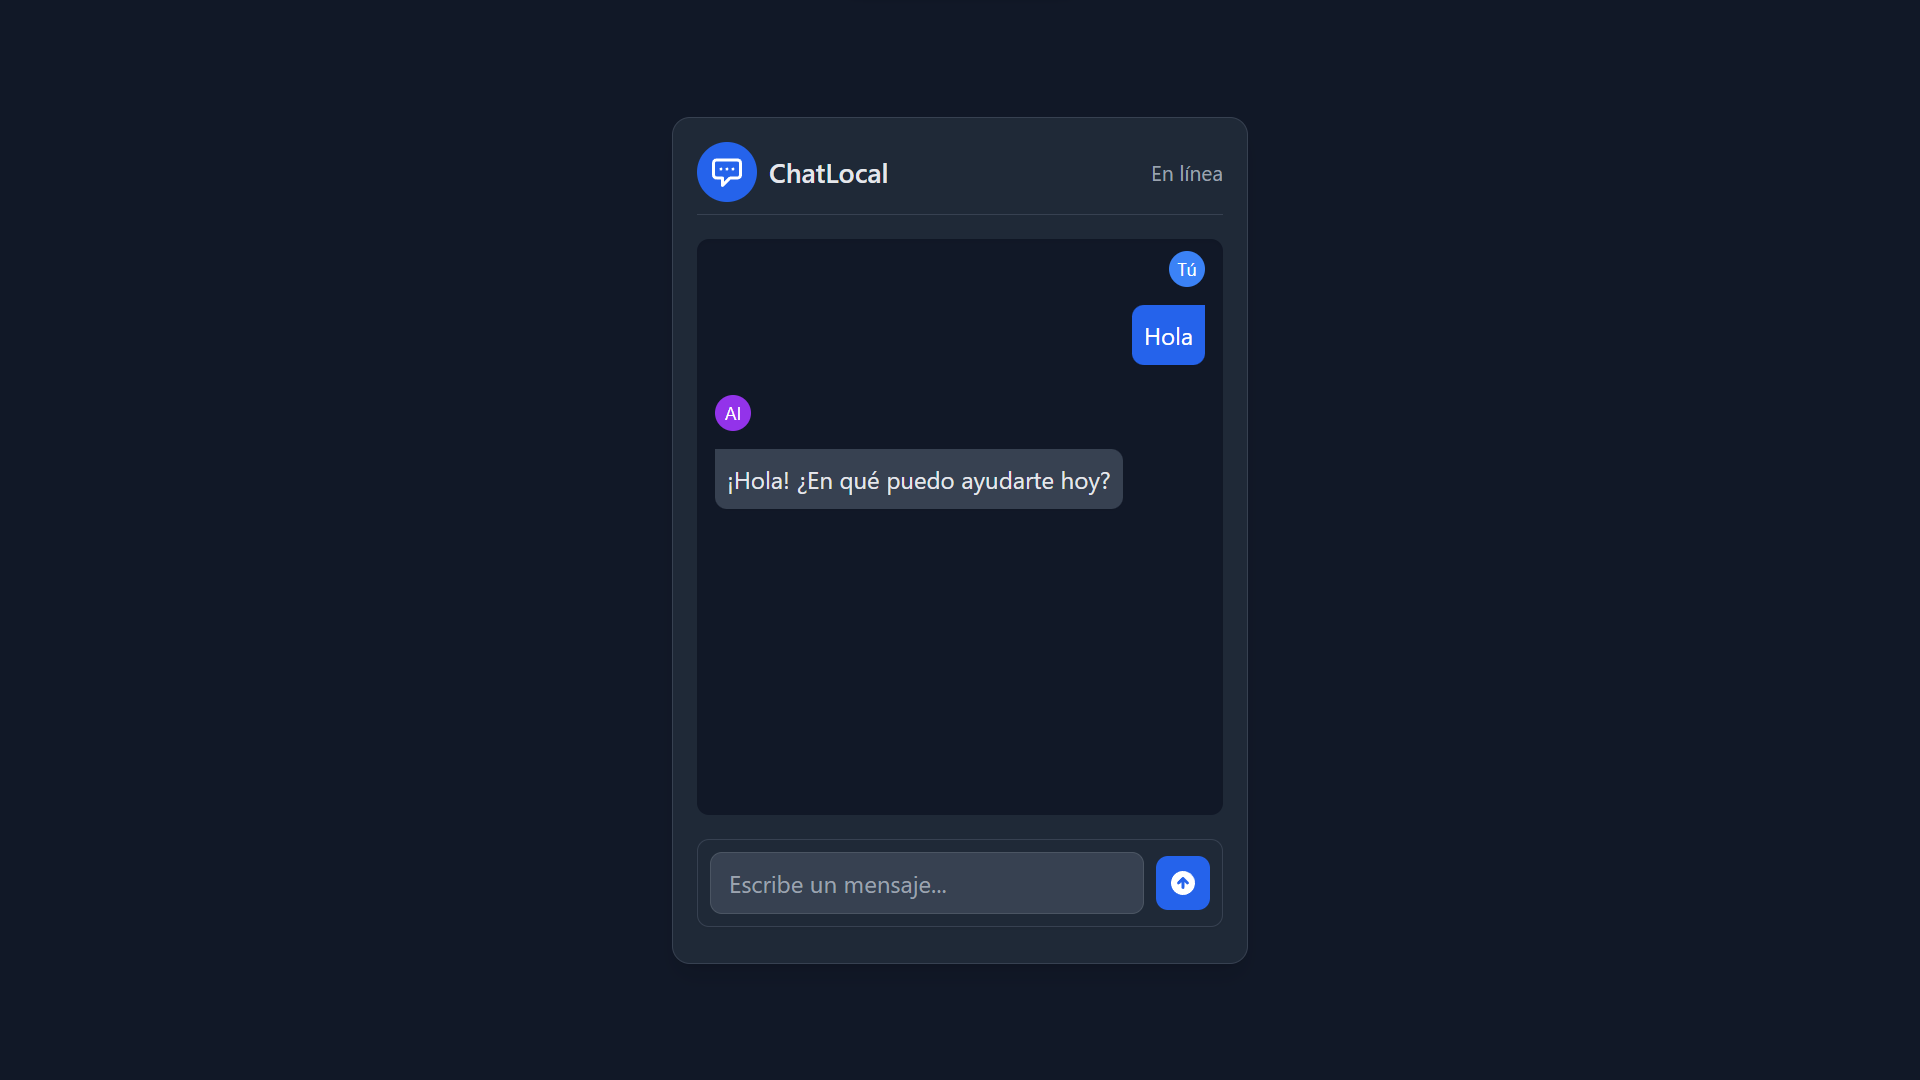 ChatLocal
En línea
Tú
Hola
AI
¡Hola! ¿En qué puedo ayudarte hoy?
Escribe un mensaje...